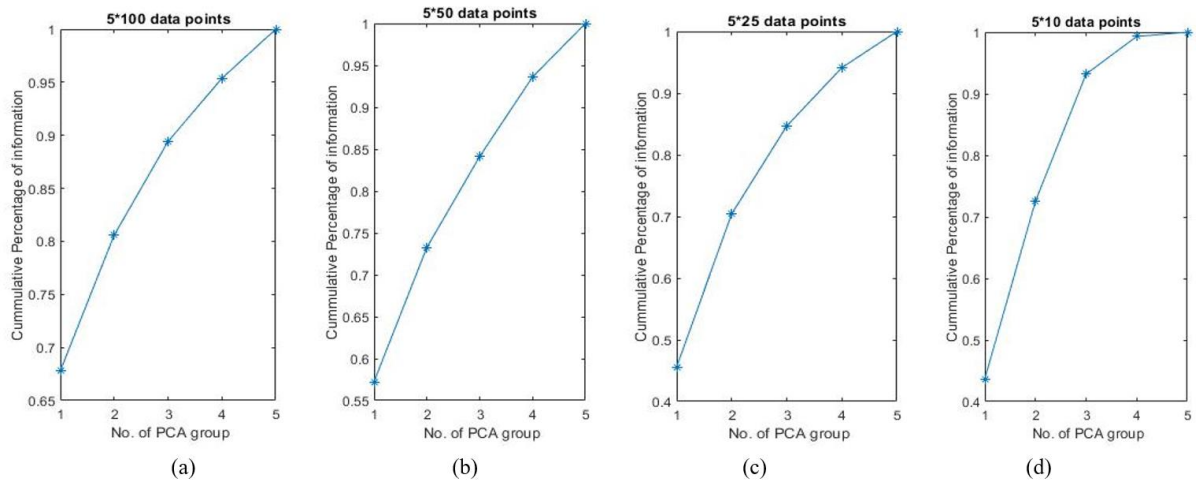 5*100 data points
1
0.95
0.9
0.85
0.8
0.75
0.7
0.65
1 2 3 4 5
Cummulative Percentage of information
No. of PCA group
(a)
5*50 data points
1
0.95
0.9
0.85
0.8
0.75
0.7
0.65
0.6
0.55
1 2 3 4 5
Cummulative Percentage of information
No. of PCA group
(b)
5*25 data points
1
0.9
0.8
0.7
0.6
0.5
0.4
1 2 3 4 5
Cummulative Percentage of information
No. of PCA group
(c)
5*10 data points
1
0.9
0.8
0.7
0.6
0.5
0.4
1 2 3 4 5
Cummulative Percentage of information
No. of PCA group
(d)